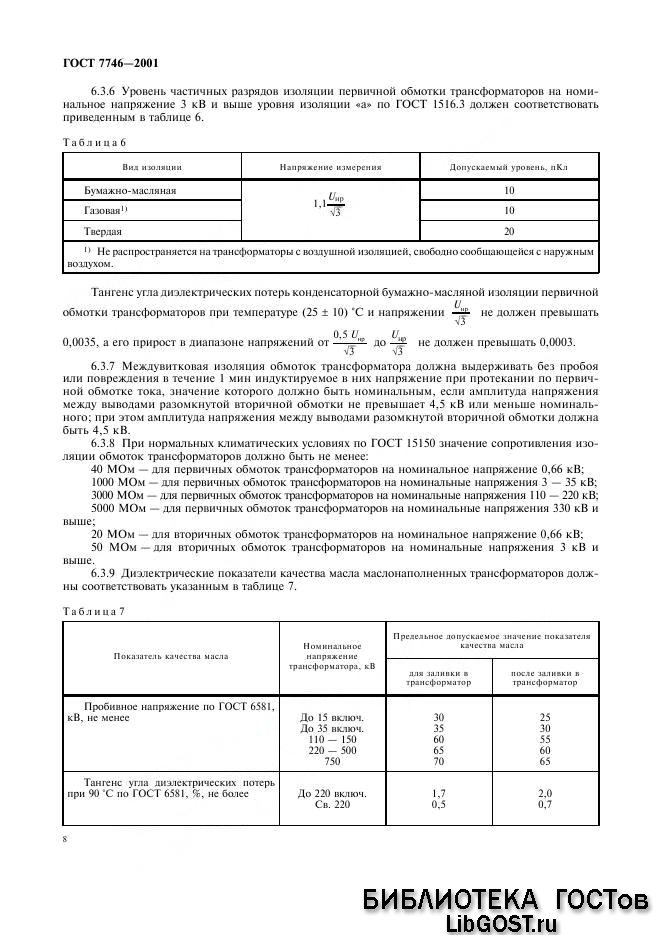 ГОСТ 7746—2001
6.3.6 Уровень частичных разрядов изоляции первичной обмотки трансформаторов на номи-
нальное напряжение 3 кВ и выше уровня изоляции «а» по ГОСТ 1516.3 должен соответствовать
приведенным в таблице 6.
Таблица 6
Вид изоляции Напряжение измерения Допускаемый уровень, пКл
Бумажно-масляная 1,1 Uнр/√3 10
Газовая¹⁾ 10
Твердая 20
¹⁾ Не распространяется на трансформаторы с воздушной изоляцией, свободно сообщающейся с наружным
воздухом.
Тангенс угла диэлектрических потерь конденсаторной бумажно-масляной изоляции первичной
обмотки трансформаторов при температуре (25 ± 10) °С и напряжении Uнр/√3 не должен превышать
0,0035, а его прирост в диапазоне напряжений от 0,5 Uнр/√3 до Uнр/√3 не должен превышать 0,0003.
6.3.7 Междувитковая изоляция обмоток трансформатора должна выдерживать без пробоя
или повреждения в течение 1 мин индуктируемое в них напряжение при протекании по первич-
ной обмотке тока, значение которого должно быть номинальным, если амплитуда напряжения
между выводами разомкнутой вторичной обмотки не превышает 4,5 кВ или меньше номиналь-
ного; при этом амплитуда напряжения между выводами разомкнутой вторичной обмотки должна
быть 4,5 кВ.
6.3.8 При нормальных климатических условиях по ГОСТ 15150 значение сопротивления изо-
ляции обмоток трансформаторов должно быть не менее:
40 МОм — для первичных обмоток трансформаторов на номинальное напряжение 0,66 кВ;
1000 МОм — для первичных обмоток трансформаторов на номинальные напряжения 3 — 35 кВ;
3000 МОм — для первичных обмоток трансформаторов на номинальные напряжения 110 — 220 кВ;
5000 МОм — для первичных обмоток трансформаторов на номинальные напряжения 330 кВ и
выше;
20 МОм — для вторичных обмоток трансформаторов на номинальное напряжение 0,66 кВ;
50 МОм — для вторичных обмоток трансформаторов на номинальные напряжения 3 кВ и
выше.
6.3.9 Диэлектрические показатели качества масла маслонаполненных трансформаторов долж-
ны соответствовать указанным в таблице 7.
Таблица 7
Показатель качества масла
Номинальное
напряжение
трансформатора, кВ
Предельное допускаемое значение показателя
качества масла
для заливки в
трансформатор
после заливки в
трансформатор
Пробивное напряжение по ГОСТ 6581,
кВ, не менее До 15 включ. 30 25
До 35 включ. 35 30
110 — 150 60 55
220 — 500 65 60
750 70 65
Тангенс угла диэлектрических потерь
при 90 °С по ГОСТ 6581, %, не более До 220 включ. 1,7 2,0
Св. 220 0,5 0,7
8
БИБЛИОТЕКА ГОСТов
LibGOST.ru